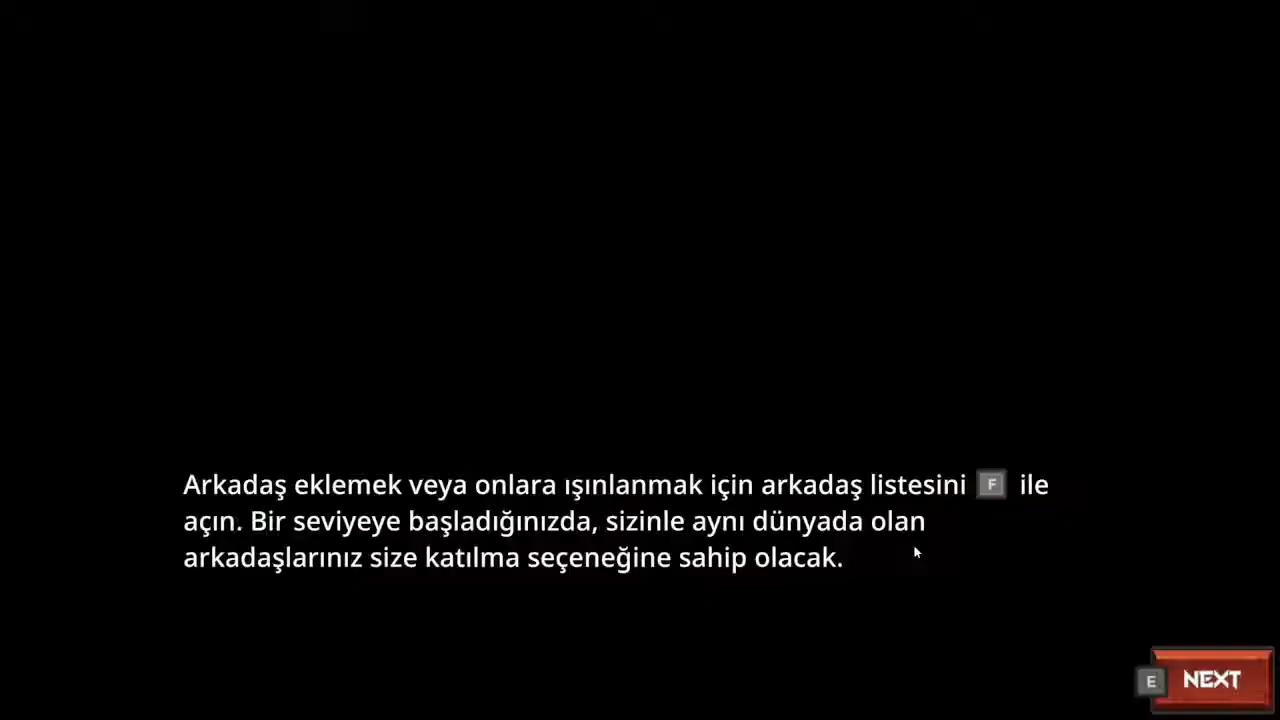 Arkadaş eklemek veya onlara ışınlanmak için arkadaş listesini F ile
açın. Bir seviyeye başladığınızda, sizinle aynı dünyada olan
arkadaşlarınız size katılma seçeneğine sahip olacak.
E NEXT